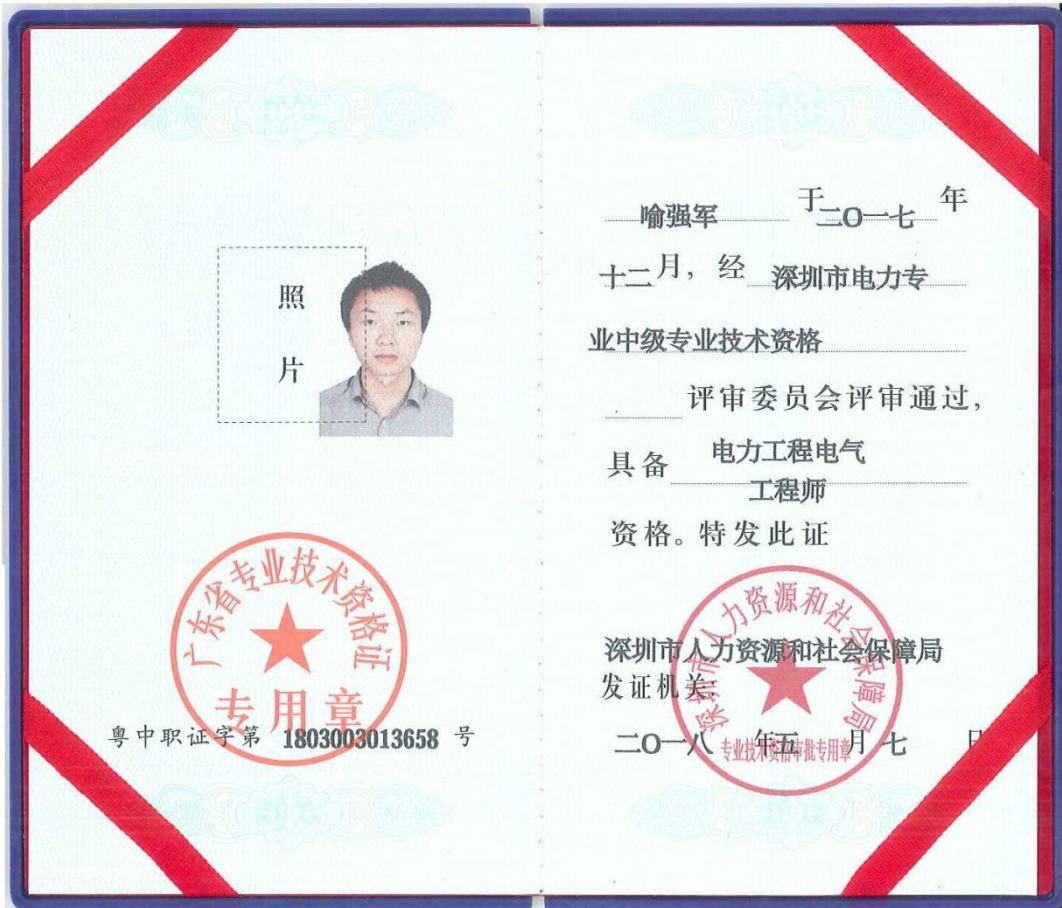 照
片
广东省专业技术资格证
专用章
粤中职证字第 1803003013658 号
喻强军 于二O一七 年
十二月，经 深圳市电力专
业中级专业技术资格
评审委员会评审通过，
具备 电力工程电气
工程师
资格。特发此证
深圳市人力资源和社会保障局
深圳市人力资源和社会保障局
发证机关:
二O一八 年五 月七 日
专业技术资格审批专用章